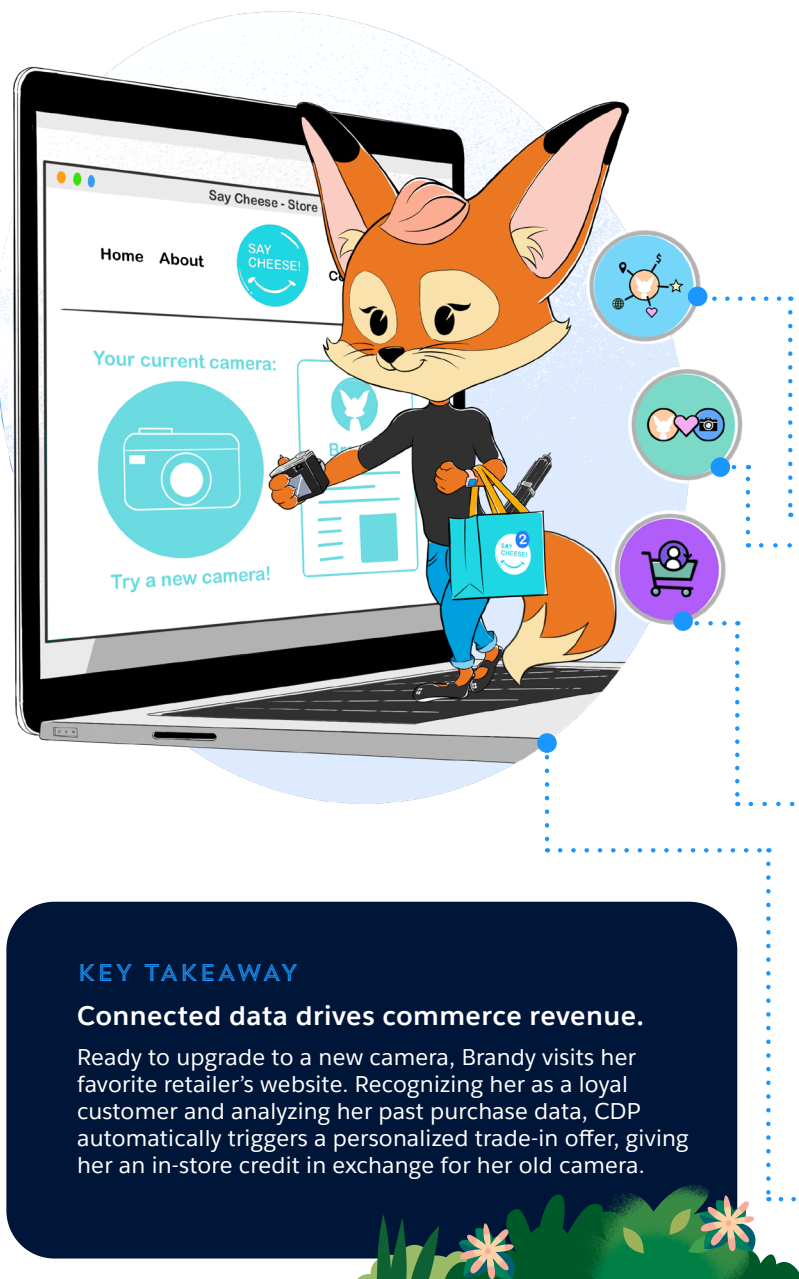 Say Cheese - Store
Home About
SAY
CHEESE!
Your current camera:
Try a new camera!
2
SAY
CHEESE!
$
KEY TAKEAWAY
Connected data drives commerce revenue.
Ready to upgrade to a new camera, Brandy visits her
favorite retailer’s website. Recognizing her as a loyal
customer and analyzing her past purchase data, CDP
automatically triggers a personalized trade-in offer, giving
her an in-store credit in exchange for her old camera.